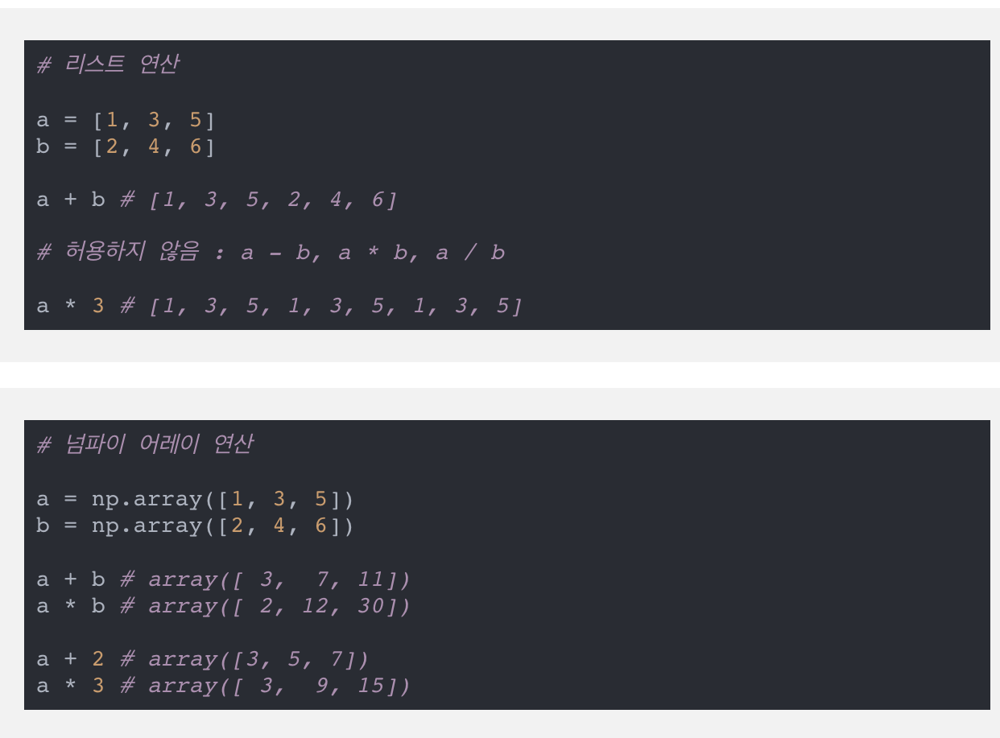 # 리스트 연산
a = [1, 3, 5]
b = [2, 4, 6]
a + b # [1, 3, 5, 2, 4, 6]
# 허용하지 않음 : a - b, a * b, a / b
a * 3 # [1, 3, 5, 1, 3, 5, 1, 3, 5]
# 넘파이 어레이 연산
a = np.array([1, 3, 5])
b = np.array([2, 4, 6])
a + b # array([ 3,  7, 11])
a * b # array([ 2, 12, 30])
a + 2 # array([3, 5, 7])
a * 3 # array([ 3,  9, 15])